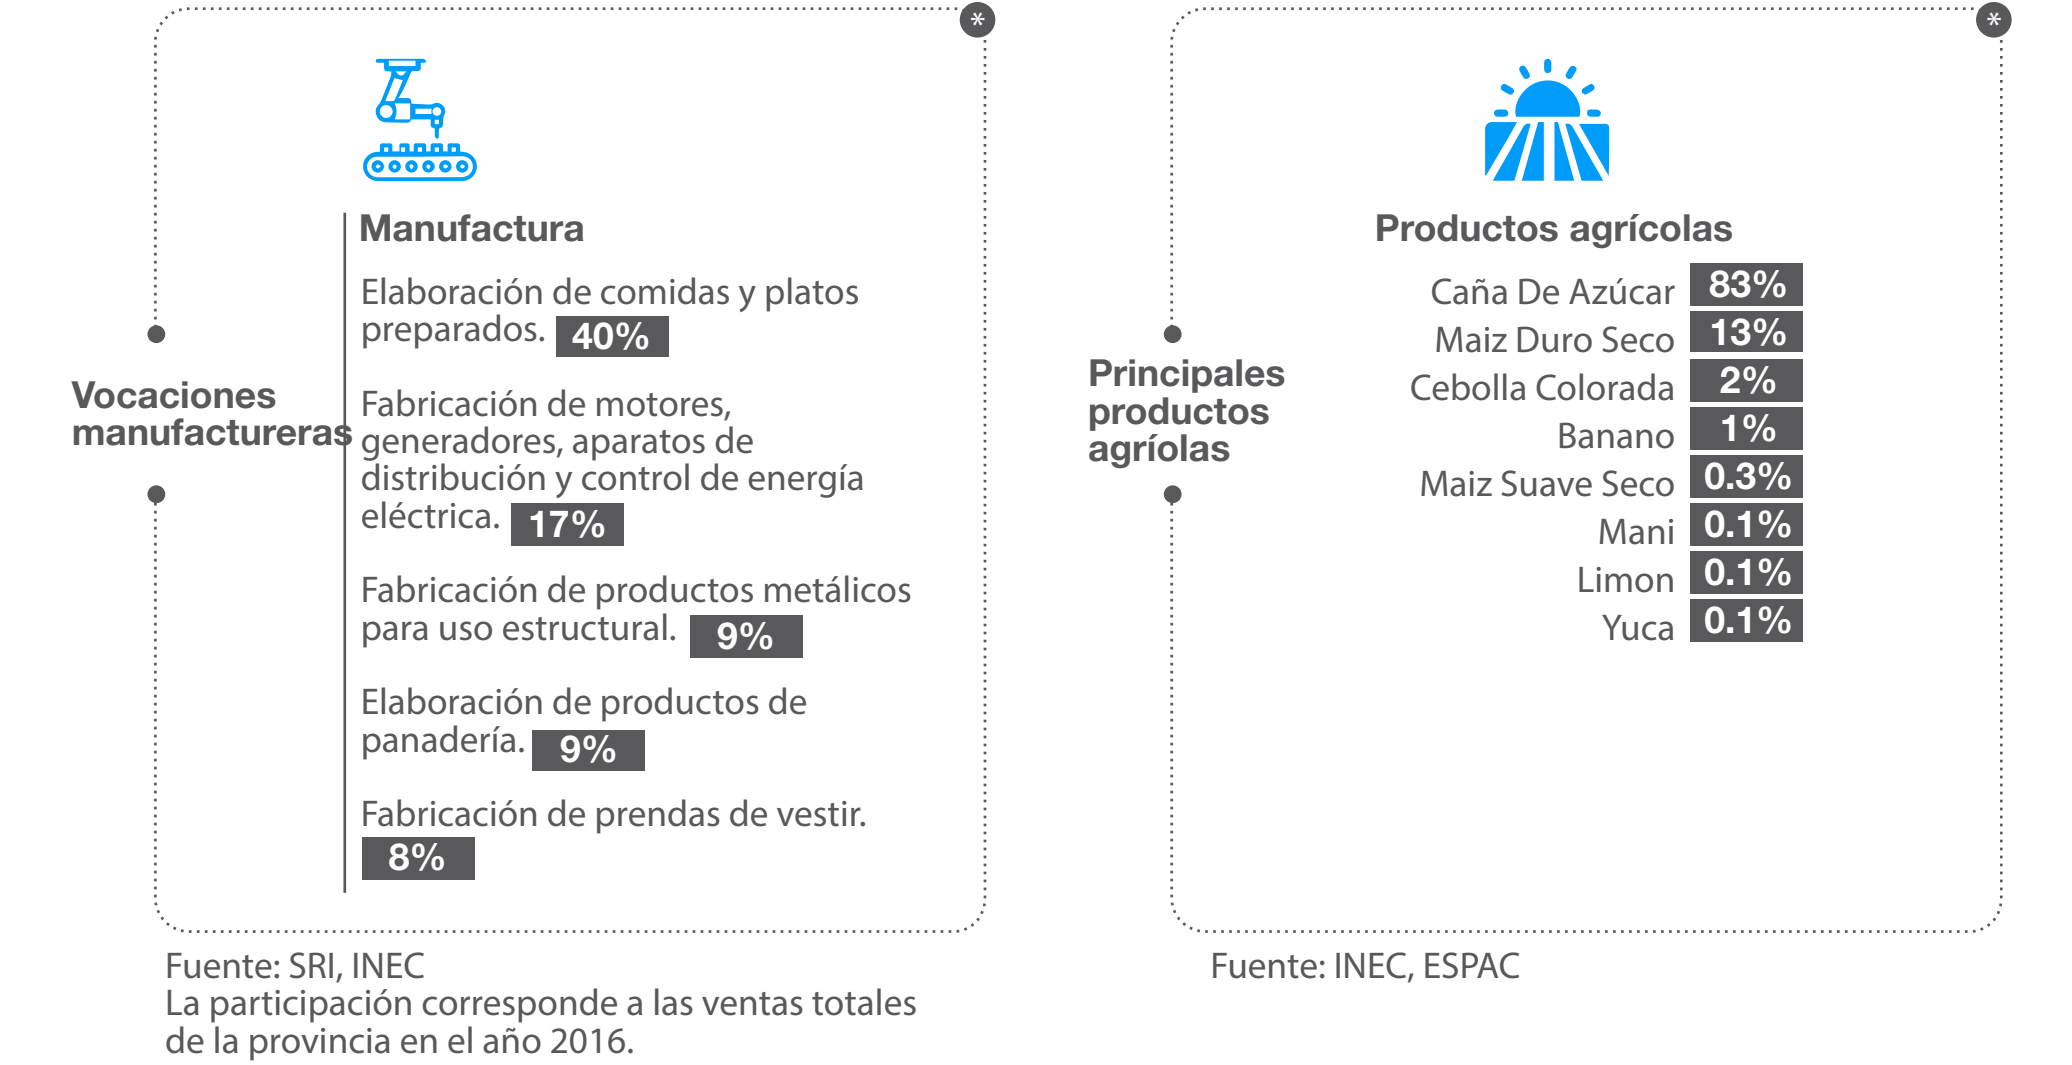 *
Manufactura
Elaboración de comidas y platos
preparados. 40%
Fabricación de motores,
generadores, aparatos de
distribución y control de energía
eléctrica. 17%
Fabricación de productos metálicos
para uso estructural. 9%
Elaboración de productos de
panadería. 9%
Fabricación de prendas de vestir.
8%
Vocaciones
manufactureras
Fuente: SRI, INEC
La participación corresponde a las ventas totales
de la provincia en el año 2016.
*
Productos agrícolas
Caña De Azúcar 83%
Maiz Duro Seco 13%
Cebolla Colorada 2%
Banano 1%
Maiz Suave Seco 0.3%
Mani 0.1%
Limon 0.1%
Yuca 0.1%
Principales
productos
agríolas
Fuente: INEC, ESPAC